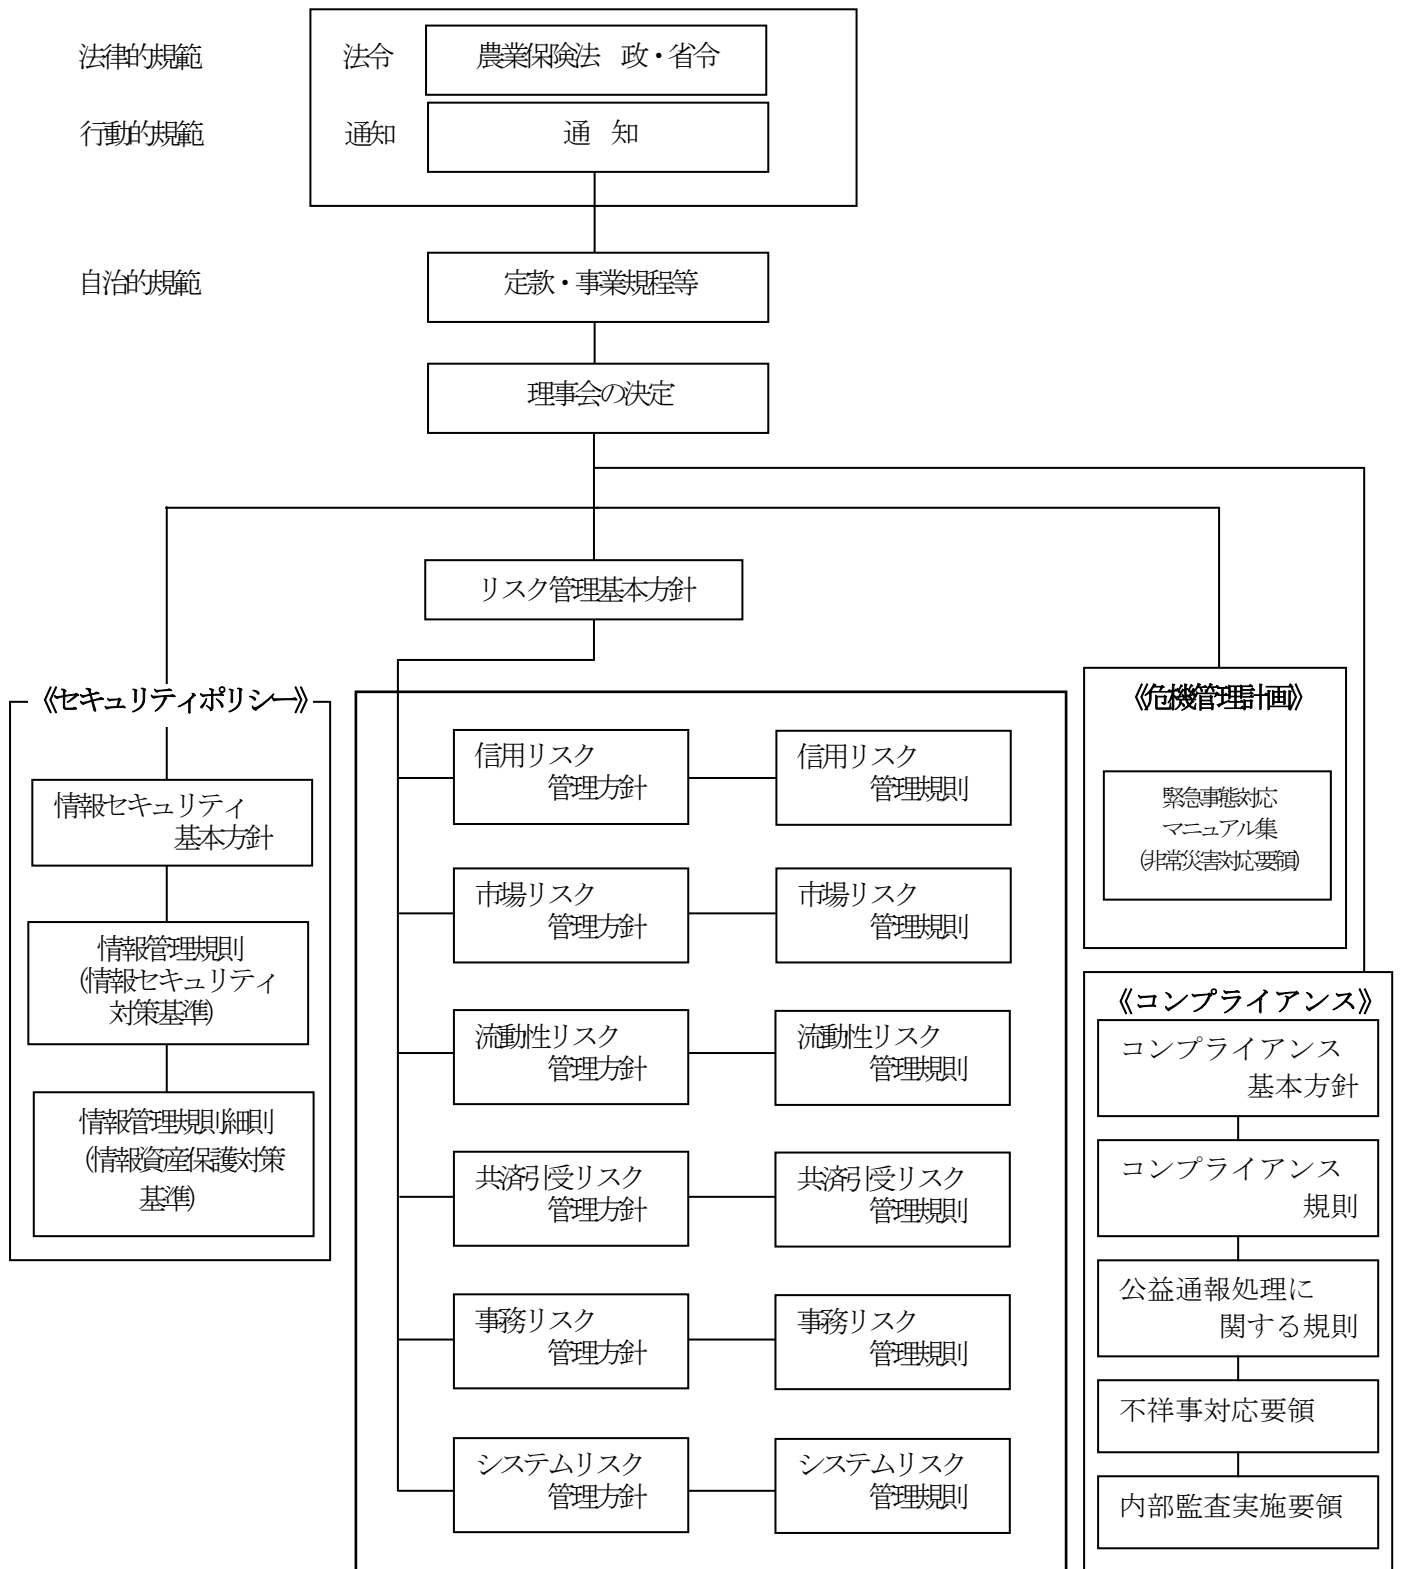 法律的規範
法令
農業保険法 政・省令
行動的規範
通知
通 知
自治的規範
定款・事業規程等
理事会の決定
リスク管理基本方針
《セキュリティポリシー》
情報セキュリティ
基本方針
情報管理規則
(情報セキュリティ
対策基準)
情報管理規則細則
(情報資産保護対策
基準)
信用リスク
管理方針
信用リスク
管理規則
市場リスク
管理方針
市場リスク
管理規則
流動性リスク
管理方針
流動性リスク
管理規則
共済引受リスク
管理方針
共済引受リスク
管理規則
事務リスク
管理方針
事務リスク
管理規則
システムリスク
管理方針
システムリスク
管理規則
《危機管理計画》
緊急事態対応
マニュアル集
(非常災害対応要領)
《コンプライアンス》
コンプライアンス
基本方針
コンプライアンス
規則
公益通報処理に
関する規則
不祥事対応要領
内部監査実施要領